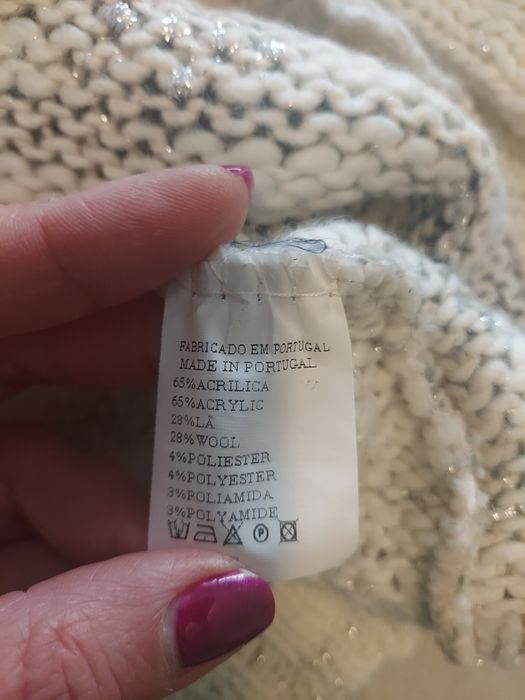 FABRICADO EM PORTUGAL
MADE IN PORTUGAL
65%ACRILICA
65%ACRYLIC
28%LÃ
28%WOOL
4%POLIESTER
4%POLYESTER
3%POLIAMIDA
3%POLYAMIDE
P